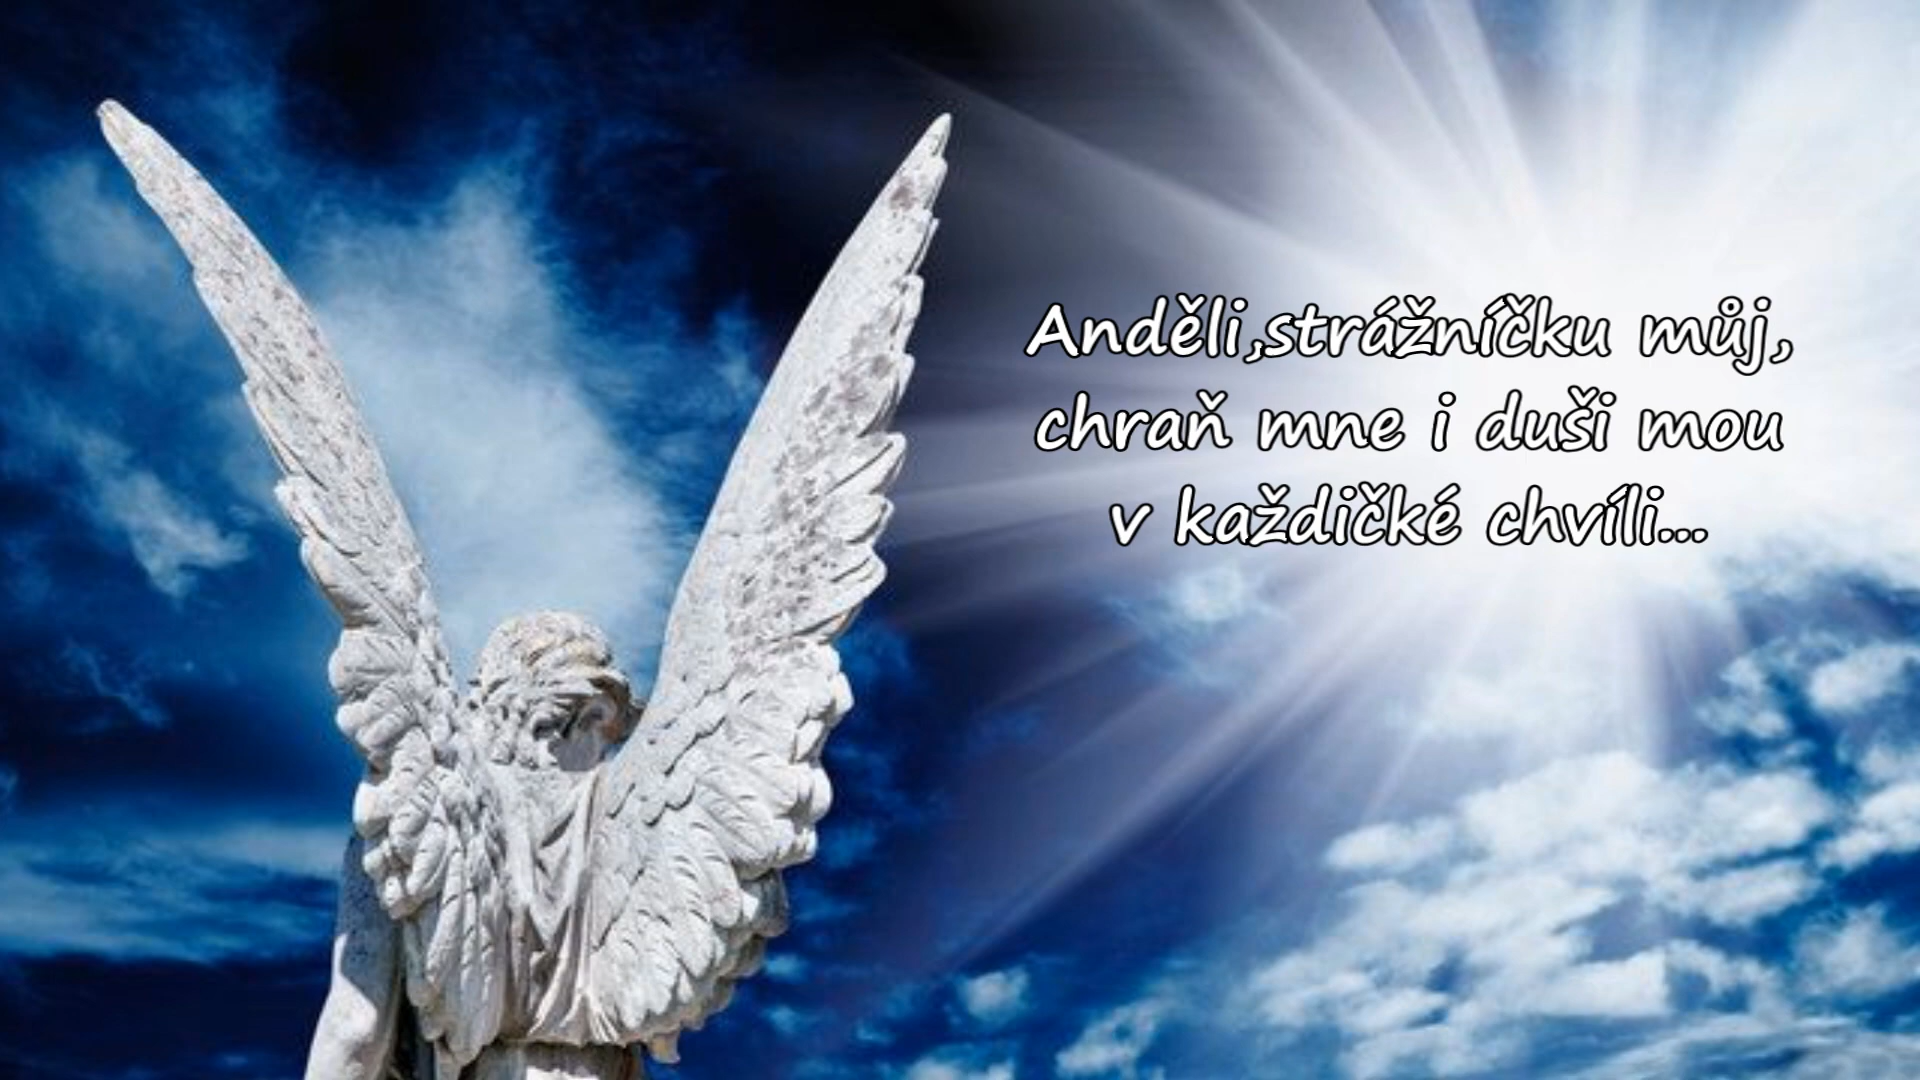 Anděli,strážníčku můj,
chraň mne i duši mou
v každičké chvíli...